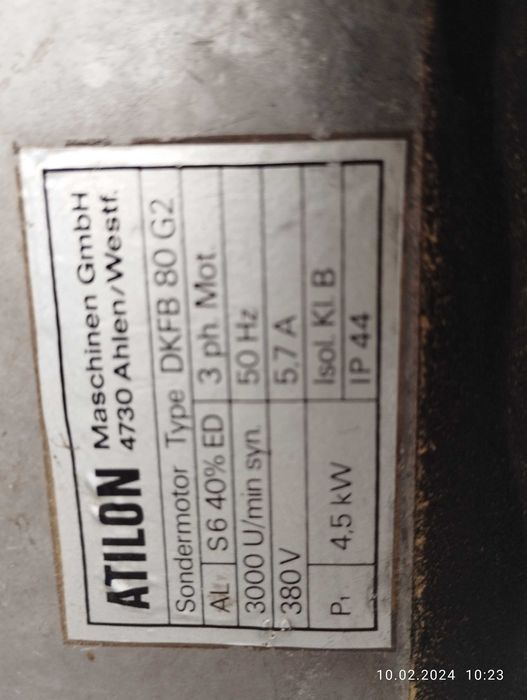 ATILON Maschinen GmbH
4730 Ahlen/Westf.
Sondermotor Type DKFB 80 G2
AL S6 40% ED 3 ph. Mot.
3000 U/min syn. 50 Hz
380 V 5,7 A
P₁ 4,5 kW Isol. Kl. B
IP 44
10.02.2024 10:23